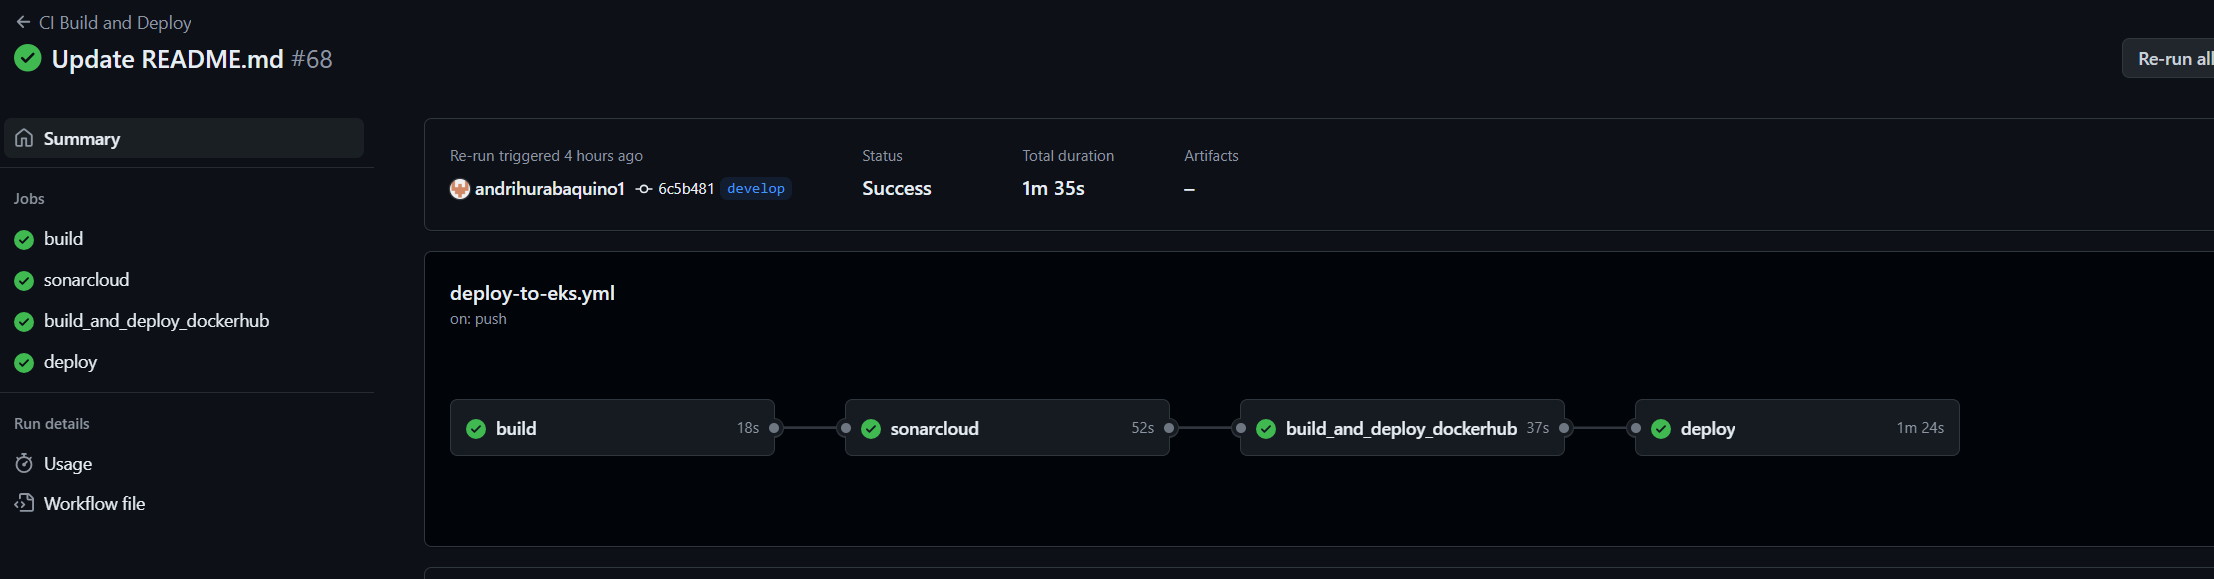 CI Build and Deploy
Update README.md #68
Re-run all
Summary
Jobs
build
sonarcloud
build_and_deploy_dockerhub
deploy
Run details
Usage
Workflow file
Re-run triggered 4 hours ago
andrihurabaquino1 6c5b481 develop
Status
Success
Total duration
1m 35s
Artifacts
–
deploy-to-eks.yml
on: push
build 18s
sonarcloud 52s
build_and_deploy_dockerhub 37s
deploy 1m 24s